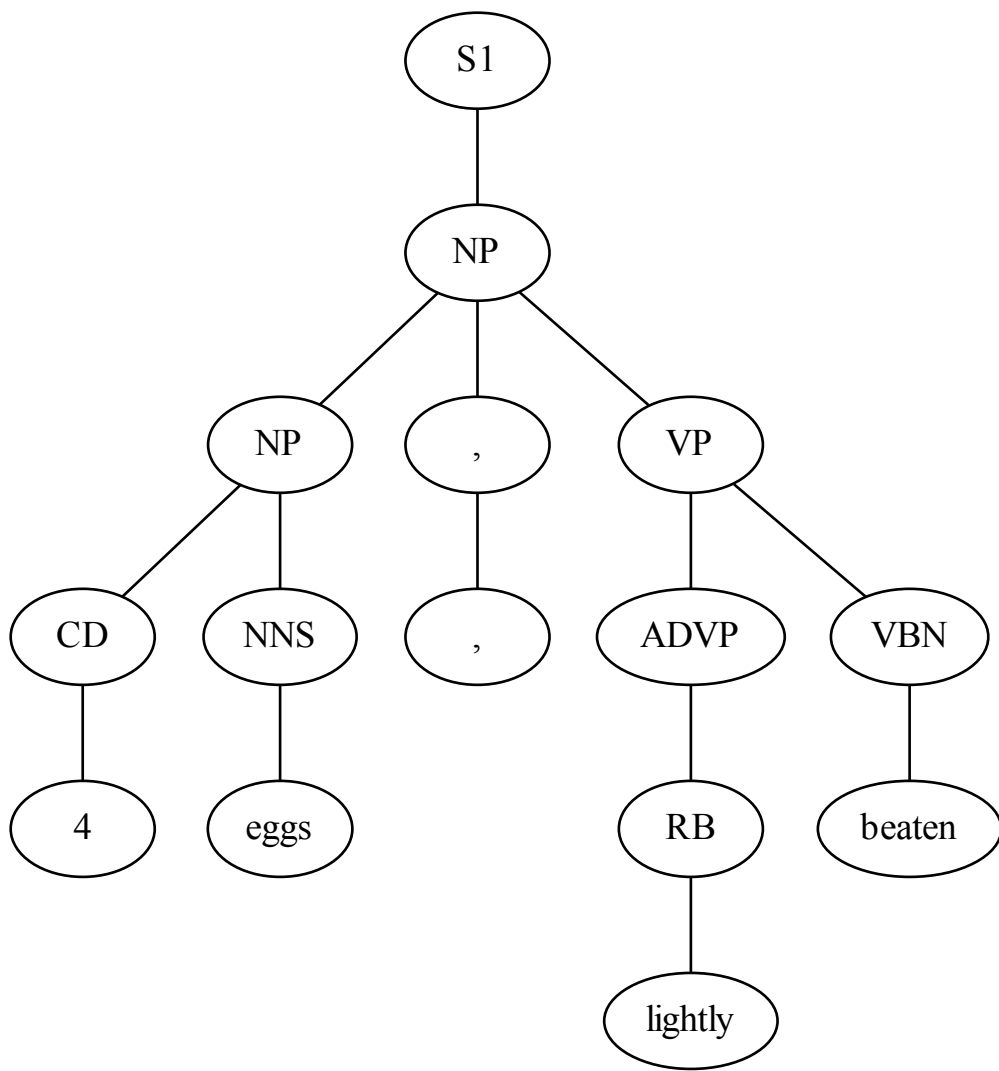 S1
NP
NP , VP
CD NNS , ADVP VBN
4 eggs RB beaten
lightly